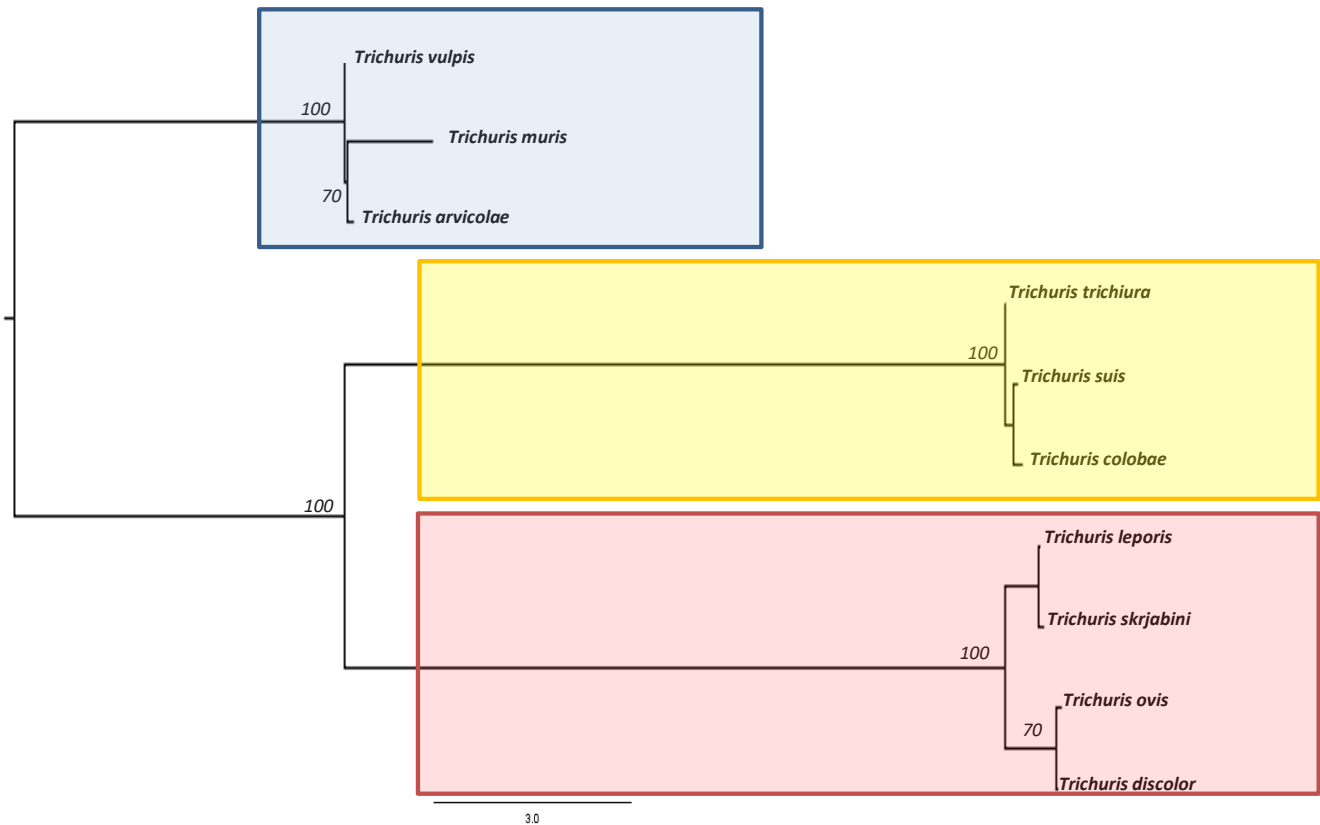 Trichuris vulpis
100
Trichuris muris
70
Trichuris arvicolae
Trichuris trichiura
100
Trichuris suis
Trichuris colobae
100
Trichuris leporis
Trichuris skrjabini
100
Trichuris ovis
70
Trichuris discolor
3.0